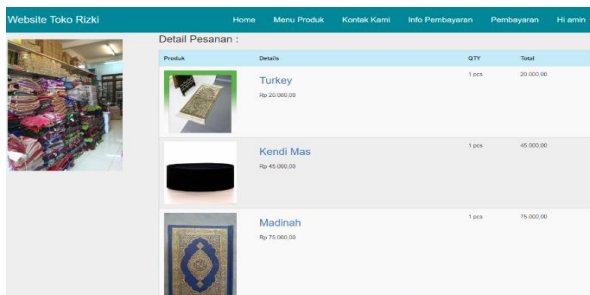 Website Toko Rizki Home Menu Produk Kontak Kami Info Pembayaran Pembayaran Hi amin
Detail Pesanan :
Produk Details QTY Total
Turkey 1 pcs 20.000,00
Rp 20.000,00
Kendi Mas 1 pcs 45.000,00
Rp 45.000,00
Madinah 1 pcs 75.000,00
Rp 75.000,00